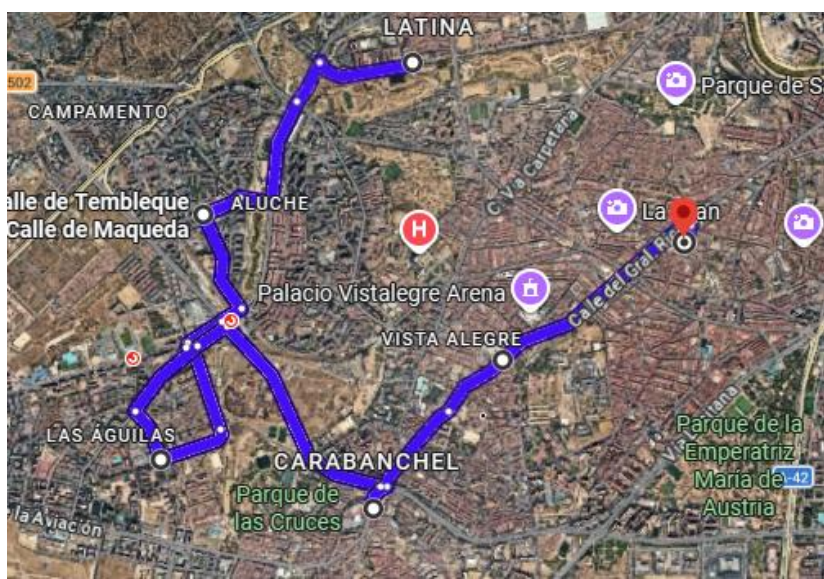 LATINA
502
Parque de S
CAMPAMENTO
C. Vía Carpetana
alle de Tembleque
Calle de Maqueda
ALUCHE
H
Palacio Vistalegre Arena
Calle del Gral. 
VISTA ALEGRE
LAS ÁGUILAS
CARABANCHEL
Parque de
las Cruces
Parque de la
Emperatriz
María de
Austria
A-42
e la Aviación